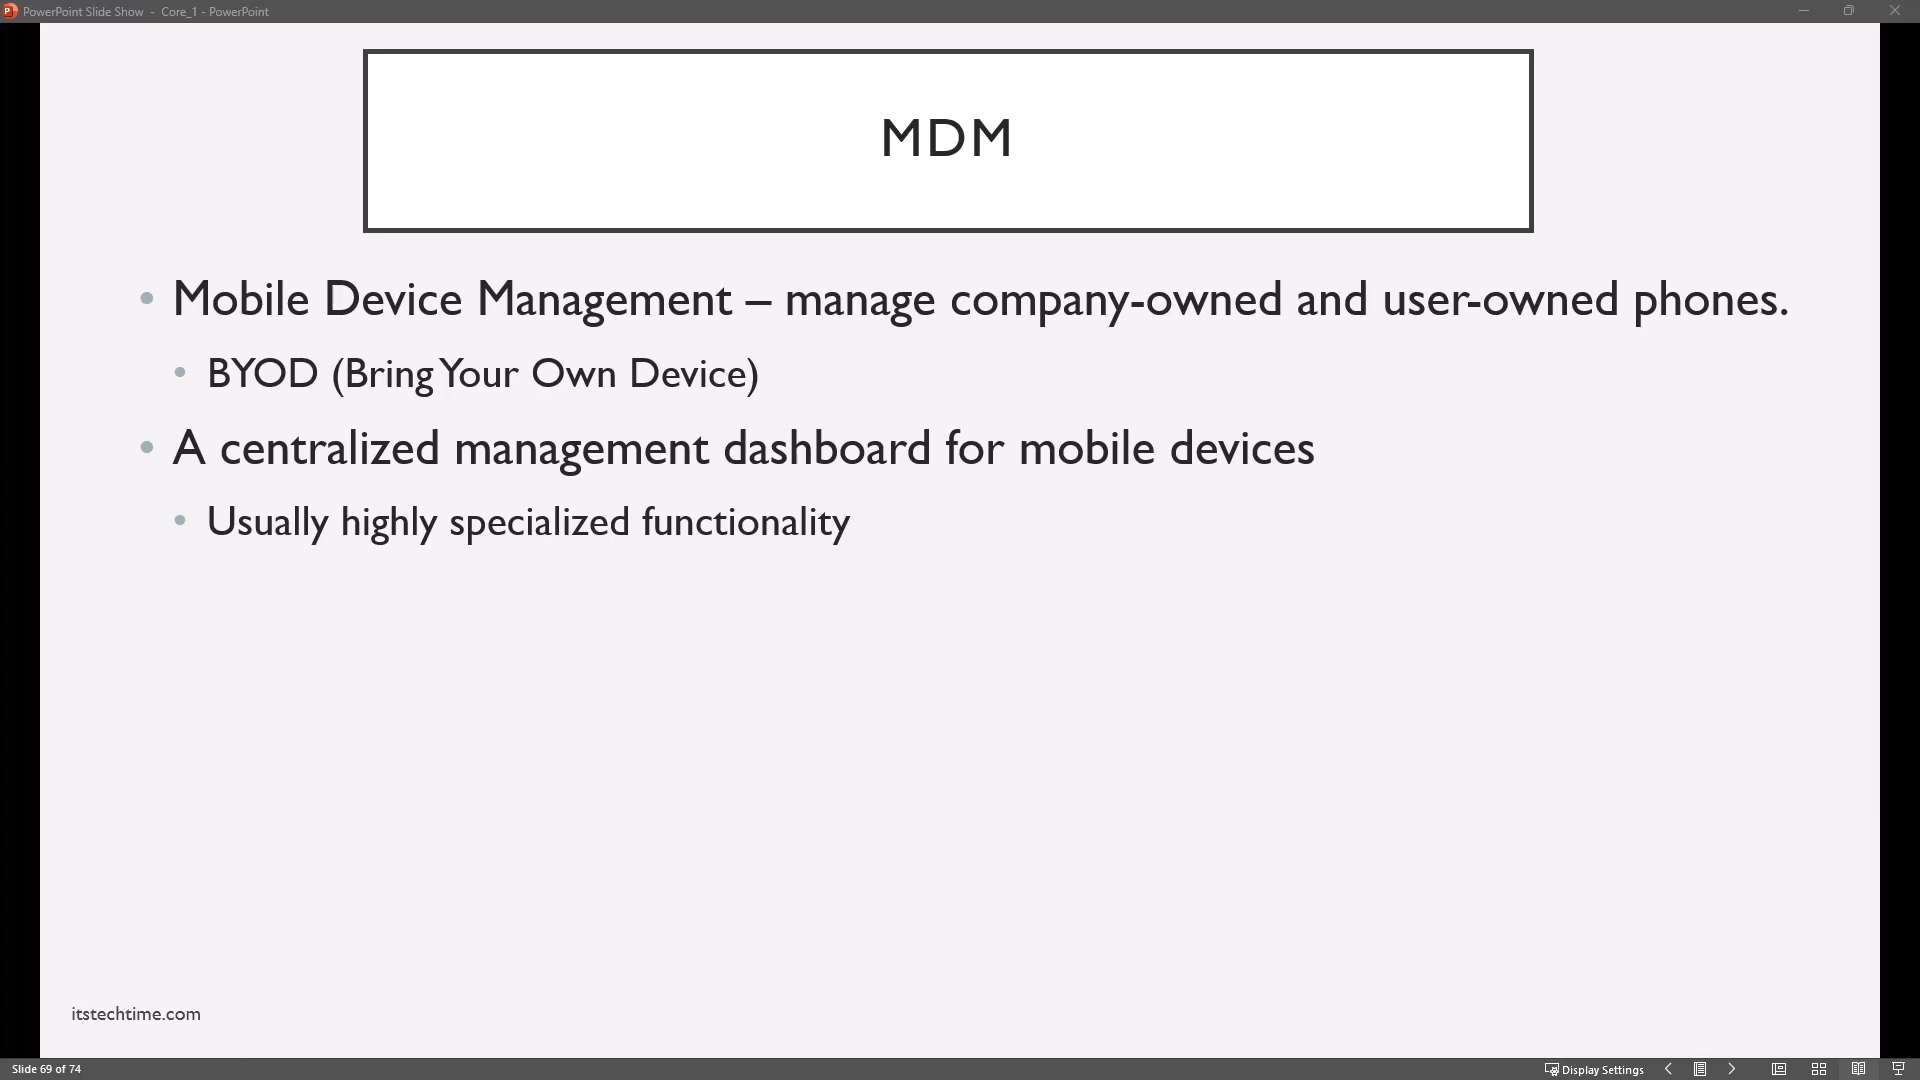 PowerPoint Slide Show - Core_1 - PowerPoint
MDM
• Mobile Device Management – manage company-owned and user-owned phones.
• BYOD (Bring Your Own Device)
• A centralized management dashboard for mobile devices
• Usually highly specialized functionality
itstechtime.com
Slide 69 of 74
Display Settings